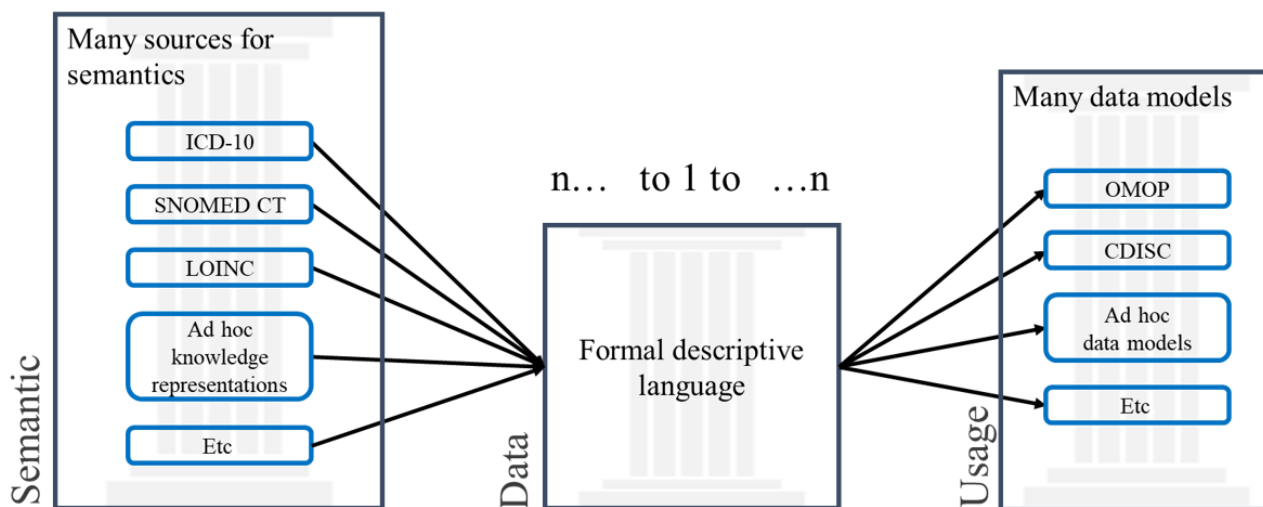 Many sources for
semantics
ICD-10
SNOMED CT
LOINC
Ad hoc
knowledge
representations
Etc
Semantic
n… to 1 to …n
Formal descriptive
language
Data
Many data models
OMOP
CDISC
Ad hoc
data models
Etc
Usage